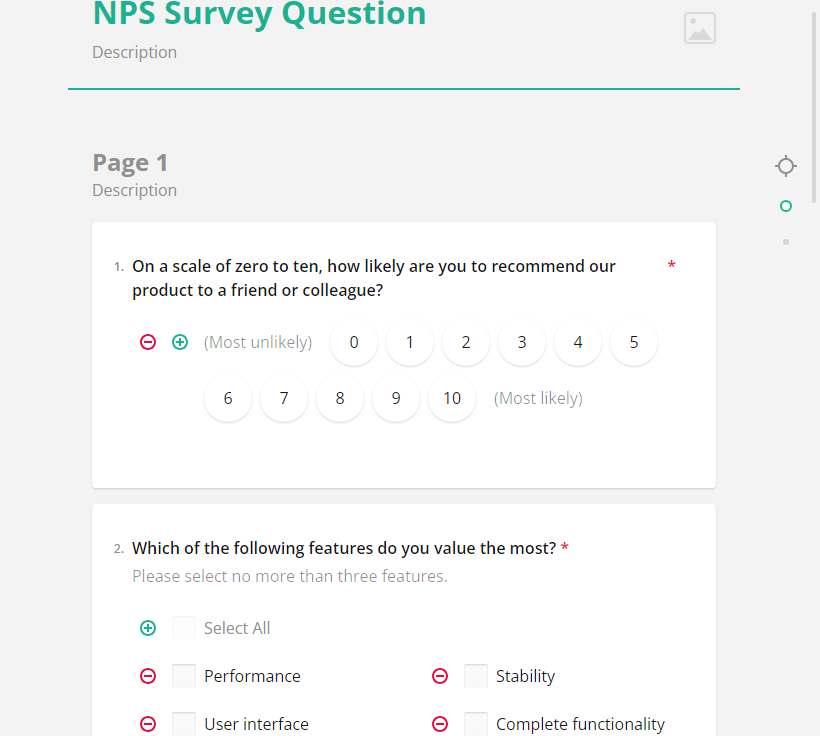 NPS Survey Question
Description
Page 1
Description
1. On a scale of zero to ten, how likely are you to recommend our *
product to a friend or colleague?
(Most unlikely) 0 1 2 3 4 5
6 7 8 9 10 (Most likely)
2. Which of the following features do you value the most? *
Please select no more than three features.
Select All
Performance Stability
User interface Complete functionality